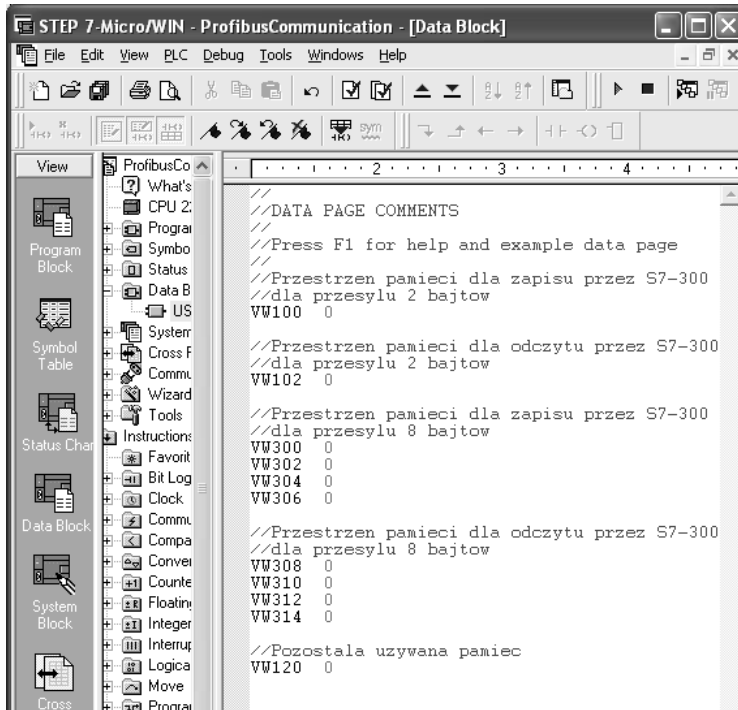 STEP 7-Micro/WIN - ProfibusCommunication - [Data Block]
File Edit View PLC Debug Tools Windows Help
View
Program Block
Symbol Table
Status Char
Data Block
System Block
Cross
ProfibusCo
What's
CPU 2
Prograr
Symbo
Status
Data B
US
System
Cross F
Commu
Wizard
Tools
Instructions
Favorit
Bit Log
Clock
Commu
Compa
Conver
Counte
Floating
Integer
Interrup
Logica
Move
Prograr
2 3 4
//
//DATA PAGE COMMENTS
//
//Press F1 for help and example data page
//
//Przestrzen pamieci dla zapisu przez S7-300
//dla przesylu 2 bajtow
VW100 0
//Przestrzen pamieci dla odczytu przez S7-300
//dla przesylu 2 bajtow
VW102 0
//Przestrzen pamieci dla zapisu przez S7-300
//dla przesylu 8 bajtow
VW300 0
VW302 0
VW304 0
VW306 0
//Przestrzen pamieci dla odczytu przez S7-300
//dla przesylu 8 bajtow
VW308 0
VW310 0
VW312 0
VW314 0
//Pozostala uzywana pamiec
VW120 0